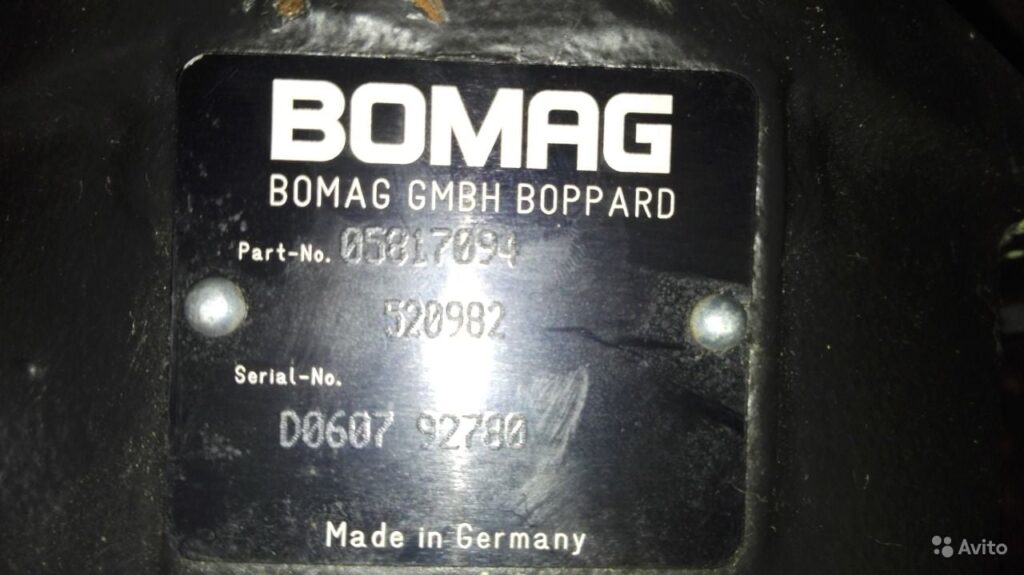 BOMAG
BOMAG GMBH BOPPARD
Part-No. 05817094
520982
Serial-No.
D0607 92780
Made in Germany
Avito